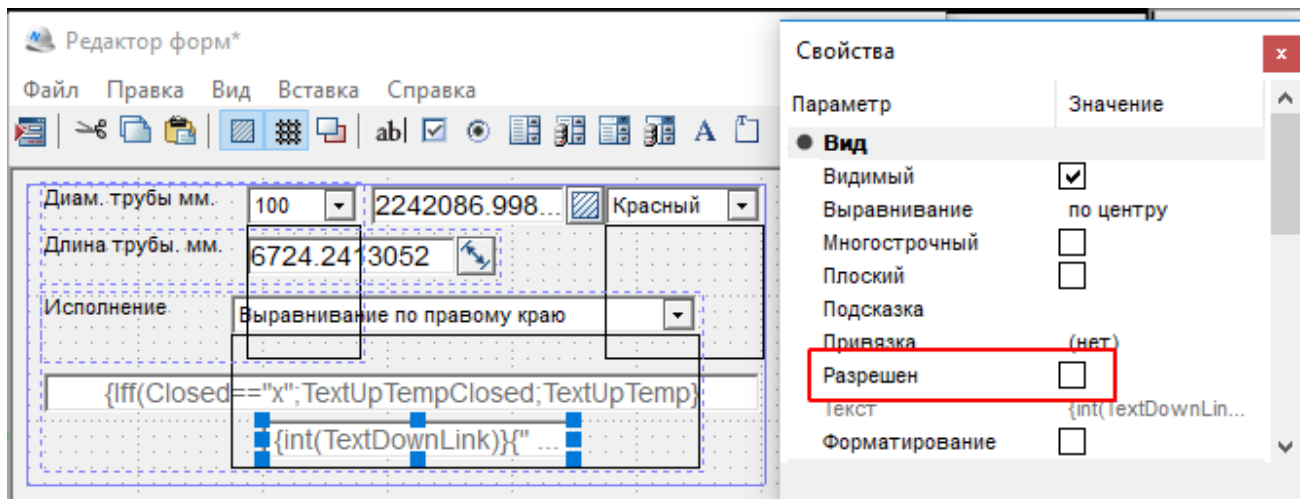 Редактор форм*
Файл Правка Вид Вставка Справка
ab| A T
Диам. трубы мм. 100 2242086.998... Красный
Длина трубы. мм. 6724.2413052
Исполнение Выравнивание по правому краю
{Iff(Closed=="x";TextUpTempClosed;TextUpTemp}
{int(TextDownLink)}{" ...
Свойства x
Параметр Значение
Вид
Видимый
Выравнивание по центру
Многострочный
Плоский
Подсказка
Привязка (нет)
Разрешен
Текст {int(TextDownLin...
Форматирование